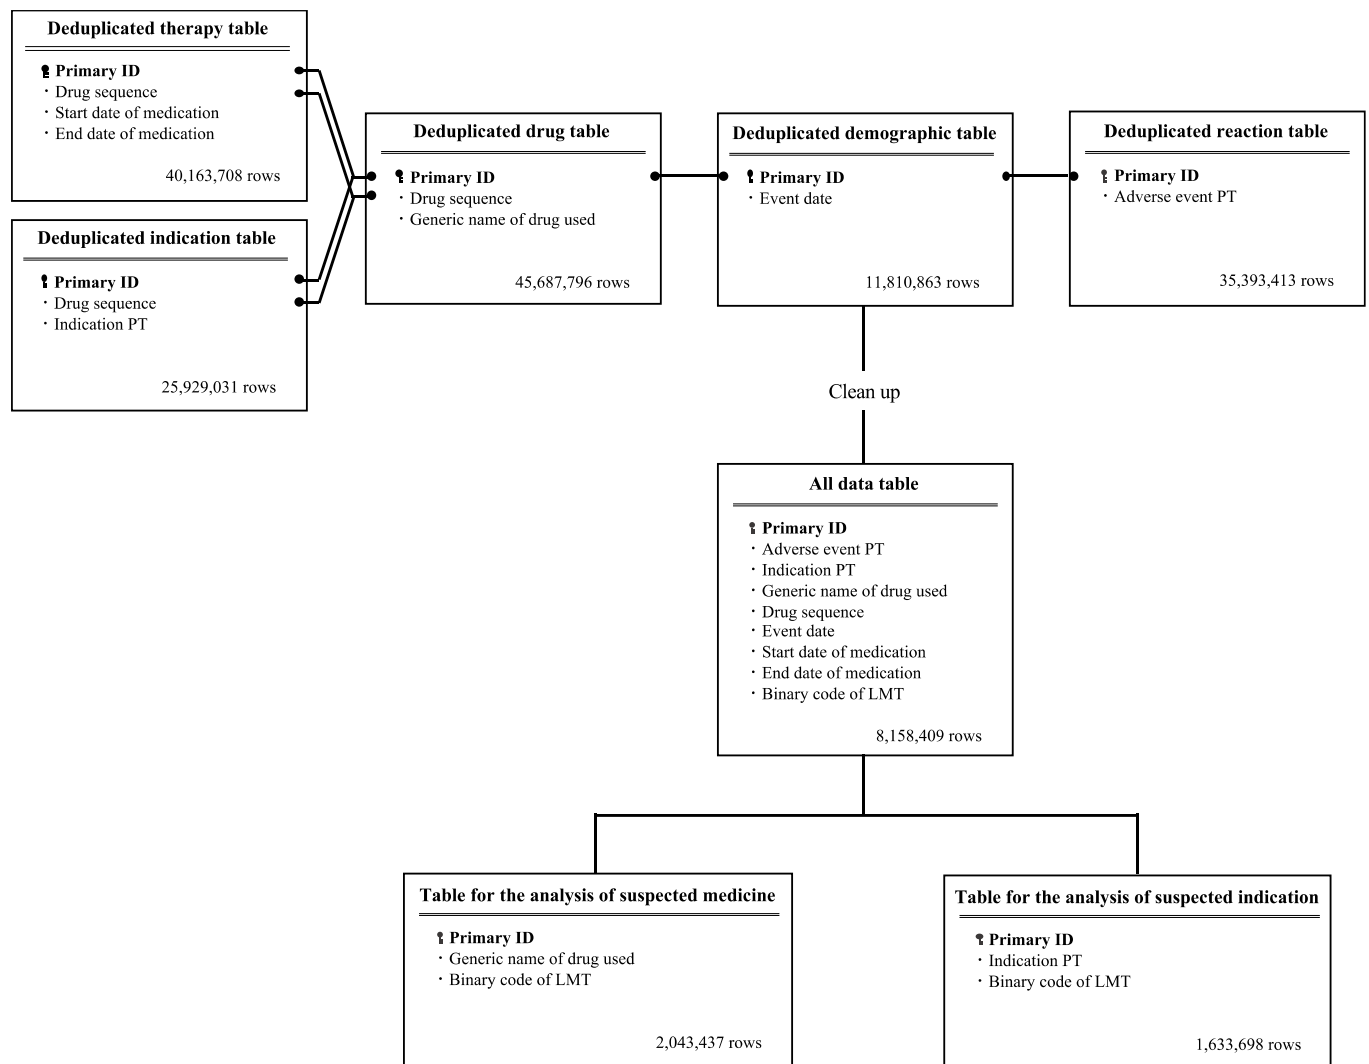 Deduplicated therapy table
Primary ID
· Drug sequence
· Start date of medication
· End date of medication
40,163,708 rows
Deduplicated indication table
Primary ID
· Drug sequence
· Indication PT
25,929,031 rows
Deduplicated drug table
Primary ID
· Drug sequence
· Generic name of drug used
45,687,796 rows
Deduplicated demographic table
Primary ID
· Event date
11,810,863 rows
Deduplicated reaction table
Primary ID
· Adverse event PT
35,393,413 rows
Clean up
All data table
Primary ID
· Adverse event PT
· Indication PT
· Generic name of drug used
· Drug sequence
· Event date
· Start date of medication
· End date of medication
· Binary code of LMT
8,158,409 rows
Table for the analysis of suspected medicine
Primary ID
· Generic name of drug used
· Binary code of LMT
2,043,437 rows
Table for the analysis of suspected indication
Primary ID
· Indication PT
· Binary code of LMT
1,633,698 rows